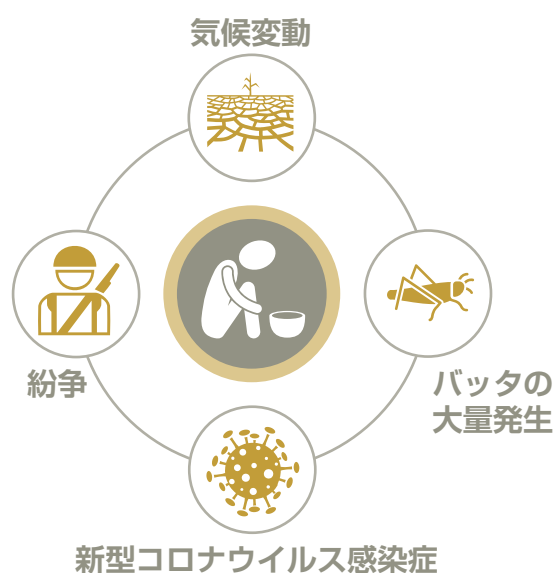 気候変動
紛争
バッタの
大量発生
新型コロナウイルス感染症